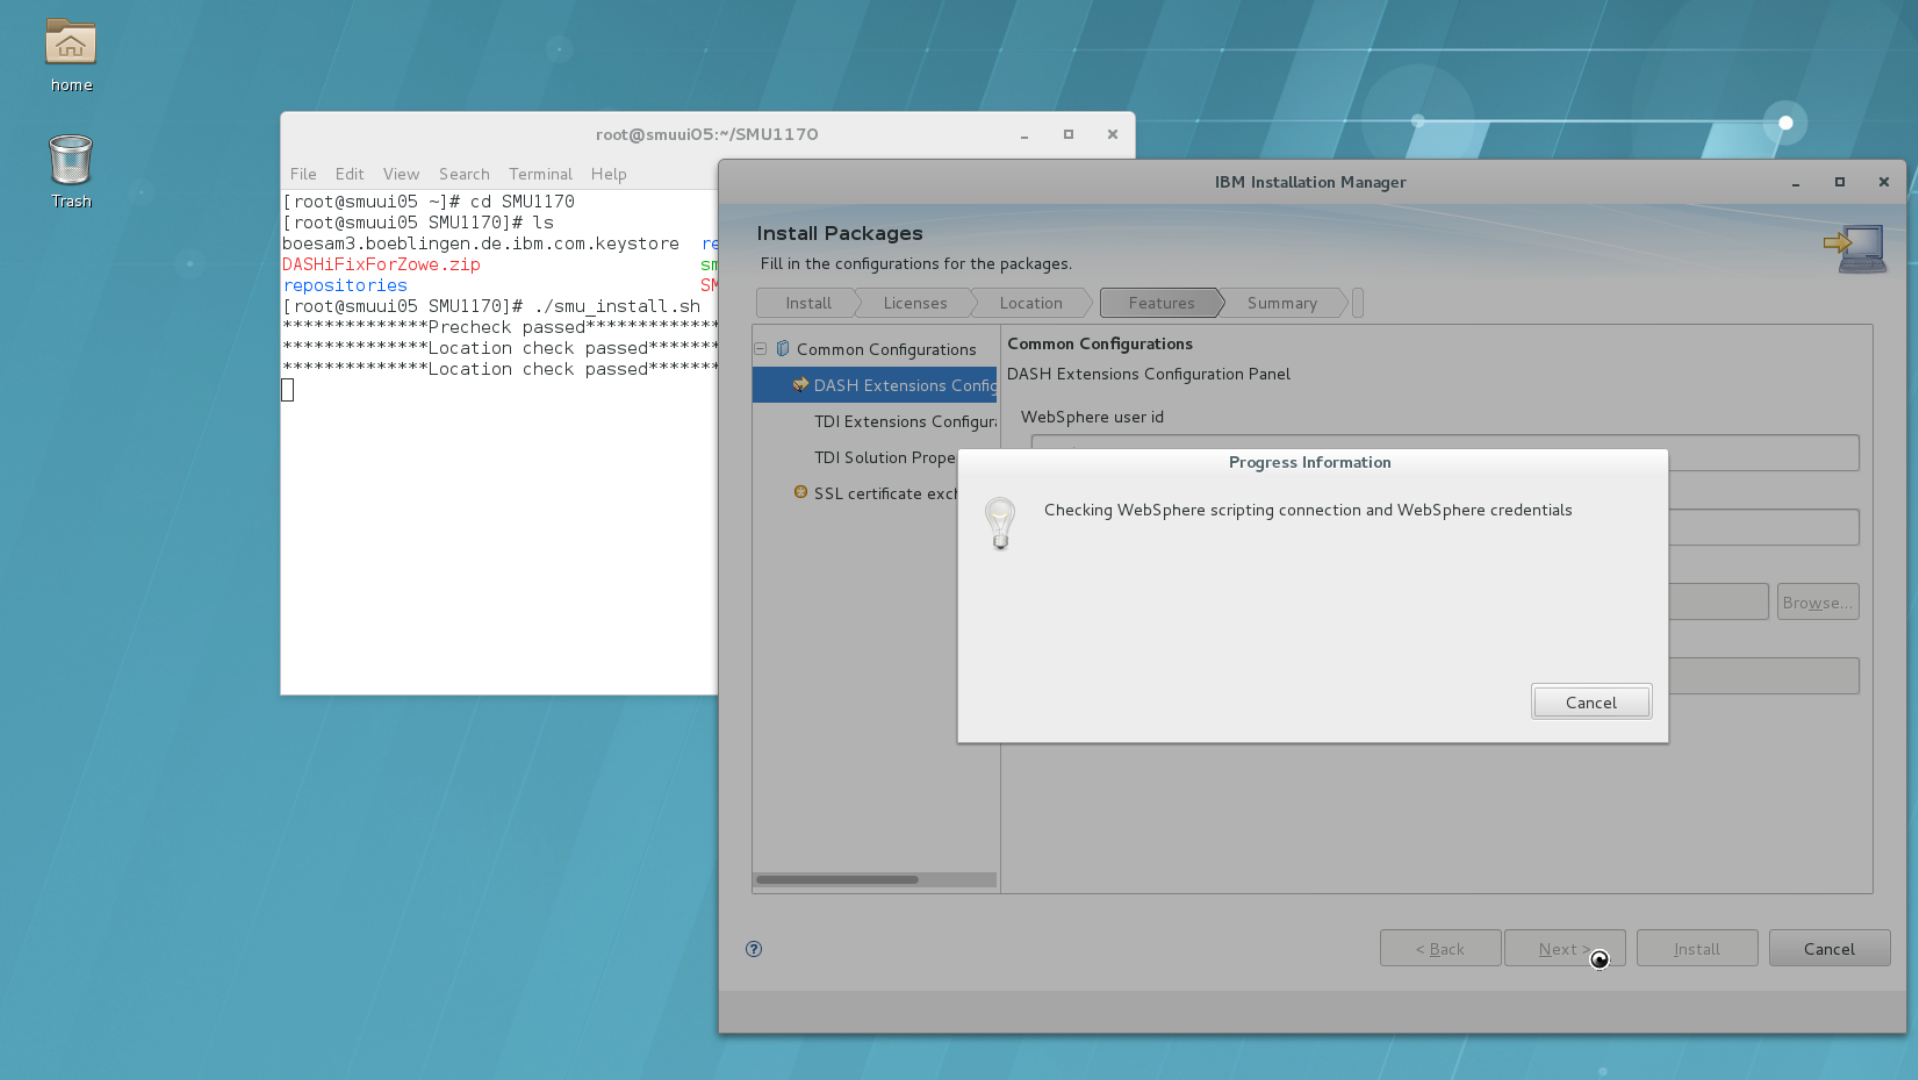 home
Trash
root@smuui05:~/SMU1170
File Edit View Search Terminal Help
[root@smuui05 ~]# cd SMU1170
[root@smuui05 SMU1170]# ls
boesam3.boeblingen.de.ibm.com.keystore re
DASHiFixForZowe.zip sm
repositories SM
[root@smuui05 SMU1170]# ./smu_install.sh
**************Precheck passed*************
**************Location check passed*******
**************Location check passed*******
IBM Installation Manager
Install Packages
Fill in the configurations for the packages.
Install Licenses Location Features Summary
Common Configurations
DASH Extensions Config
TDI Extensions Configura
TDI Solution Prope
SSL certificate exch
Common Configurations
DASH Extensions Configuration Panel
WebSphere user id
Browse...
Progress Information
Checking WebSphere scripting connection and WebSphere credentials
Cancel
?
< Back Next > Install Cancel